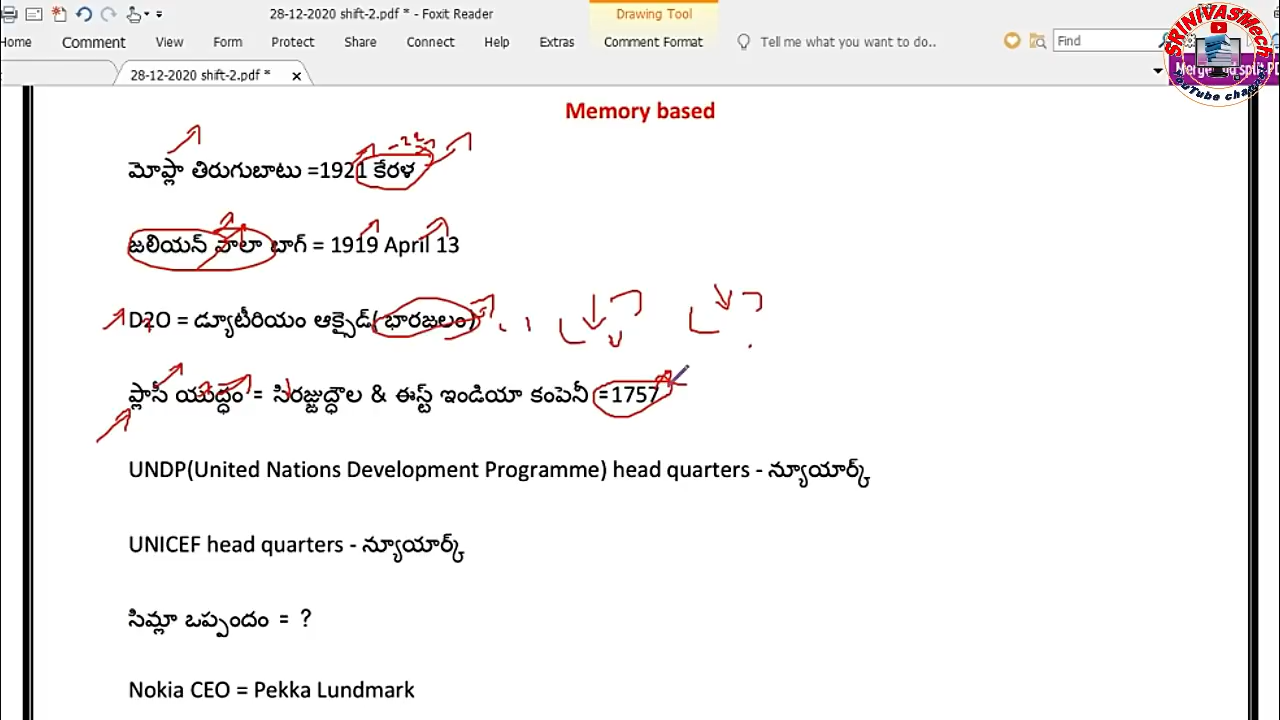 28-12-2020 shift-2.pdf * - Foxit Reader
Drawing Tool
Home Comment View Form Protect Share Connect Help Extras Comment Format Tell me what you want to do.. Find
28-12-2020 shift-2.pdf *
SRINIVASMech
YouTube channel
Memory based
మోప్లా తిరుగుబాటు =1921 కేరళ
జలియన్ వాలా బాగ్ = 1919 April 13
D2O = డ్యూటీరియం ఆక్సైడ్( భారజలం)
ప్లాసీ యుద్ధం = సిరజ్జుద్ధౌల & ఈస్ట్ ఇండియా కంపెనీ =1757
UNDP(United Nations Development Programme) head quarters - న్యూయార్క్
UNICEF head quarters - న్యూయార్క్
సిమ్లా ఒప్పందం = ?
Nokia CEO = Pekka Lundmark